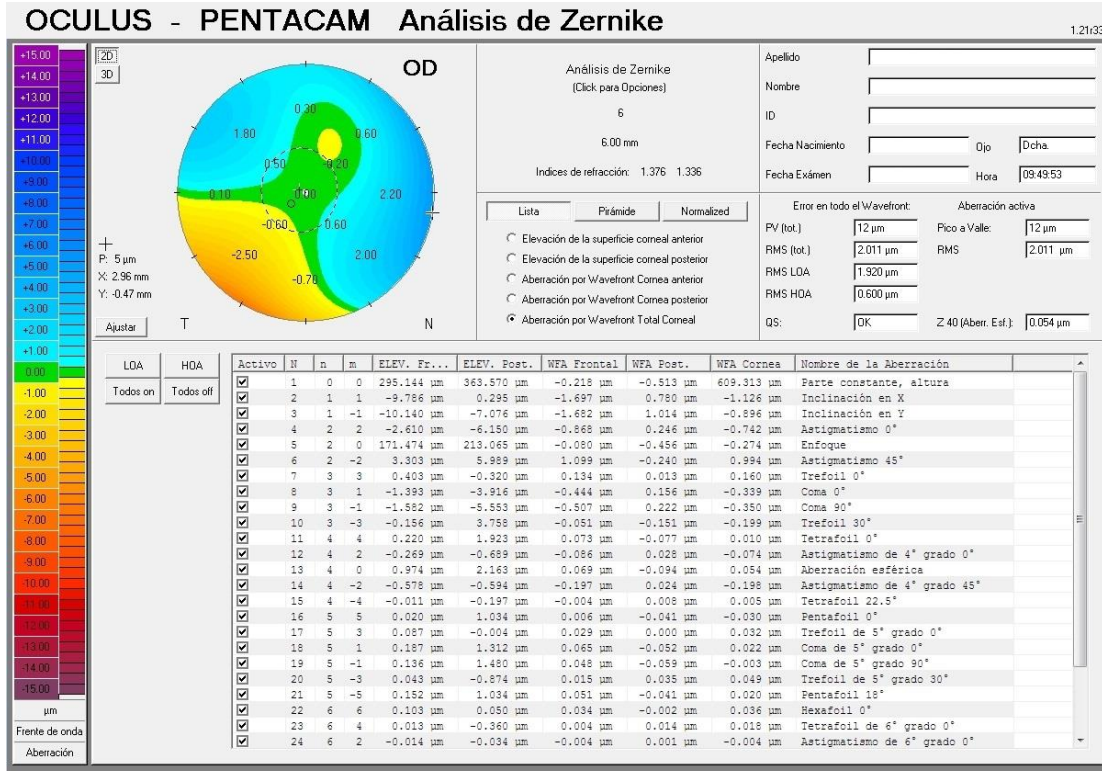 OCULUS - PENTACAM Análisis de Zernike
1.21r33
+15.00
+14.00
+13.00
+12.00
+11.00
+10.00
+9.00
+8.00
+7.00
+6.00
+5.00
+4.00
+3.00
+2.00
+1.00
0.00
-1.00
-2.00
-3.00
-4.00
-5.00
-6.00
-7.00
-8.00
-9.00
-10.00
-11.00
-12.00
-13.00
-14.00
-15.00
µm
Frente de onda
Aberración
2D
3D
OD
0.30
1.80
0.60
0.50
-0.20
-0.10
0.00
2.20
-0.60
0.60
-2.50
2.00
-0.70
P: 5 µm
X: 2.96 mm
Y: -0.47 mm
Ajustar
T
N
Análisis de Zernike
(Click para Opciones)
6
6.00 mm
Indices de refracción: 1.376 1.336
Apellido
Nombre
ID
Fecha Nacimiento
Ojo Dcha.
Fecha Exámen
Hora 09:49:53
Lista Pirámide Normalized
Elevación de la superficie corneal anterior
Elevación de la superficie corneal posterior
Aberración por Wavefront Cornea anterior
Aberración por Wavefront Cornea posterior
Aberración por Wavefront Total Corneal
Error en todo el Wavefront: Aberración activa
PV (tot.) 12 µm Pico a Valle: 12 µm
RMS (tot.) 2.011 µm RMS 2.011 µm
RMS LOA 1.920 µm
RMS HOA 0.600 µm
QS: OK Z 40 (Aberr. Esf.): 0.054 µm
LOA HOA
Todos on Todos off
Activo N n m ELEV. Fr... ELEV. Post. WFA Frontal WFA Post. WFA Cornea Nombre de la Aberración
1 0 0 295.144 µm 363.570 µm -0.218 µm -0.513 µm 609.313 µm Parte constante, altura
2 1 1 -9.786 µm 0.295 µm -1.697 µm 0.780 µm -1.126 µm Inclinación en X
3 1 -1 -10.140 µm -7.076 µm -1.682 µm 1.014 µm -0.896 µm Inclinación en Y
4 2 2 -2.610 µm -6.150 µm -0.868 µm 0.246 µm -0.742 µm Astigmatismo 0°
5 2 0 171.474 µm 213.065 µm -0.080 µm -0.456 µm -0.274 µm Enfoque
6 2 -2 3.303 µm 5.989 µm 1.099 µm -0.240 µm 0.994 µm Astigmatismo 45°
7 3 3 0.403 µm -0.320 µm 0.134 µm 0.013 µm 0.160 µm Trefoil 0°
8 3 1 -1.393 µm -3.916 µm -0.444 µm 0.156 µm -0.339 µm Coma 0°
9 3 -1 -1.582 µm -5.553 µm -0.507 µm 0.222 µm -0.350 µm Coma 90°
10 3 -3 -0.156 µm 3.758 µm -0.051 µm -0.151 µm -0.199 µm Trefoil 30°
11 4 4 0.220 µm 1.923 µm 0.073 µm -0.077 µm 0.010 µm Tetrafoil 0°
12 4 2 -0.269 µm -0.689 µm -0.086 µm 0.028 µm -0.074 µm Astigmatismo de 4° grado 0°
13 4 0 0.974 µm 2.163 µm 0.069 µm -0.094 µm 0.054 µm Aberración esférica
14 4 -2 -0.578 µm -0.594 µm -0.197 µm 0.024 µm -0.198 µm Astigmatismo de 4° grado 45°
15 4 -4 -0.011 µm -0.197 µm -0.004 µm 0.008 µm 0.005 µm Tetrafoil 22.5°
16 5 5 0.020 µm 1.034 µm 0.006 µm -0.041 µm -0.030 µm Pentafoil 0°
17 5 3 0.087 µm -0.004 µm 0.029 µm 0.000 µm 0.032 µm Trefoil de 5° grado 0°
18 5 1 0.187 µm 1.312 µm 0.065 µm -0.052 µm 0.022 µm Coma de 5° grado 0°
19 5 -1 0.136 µm 1.480 µm 0.048 µm -0.059 µm -0.003 µm Coma de 5° grado 90°
20 5 -3 0.043 µm -0.874 µm 0.015 µm 0.035 µm 0.049 µm Trefoil de 5° grado 30°
21 5 -5 0.152 µm 1.034 µm 0.051 µm -0.041 µm 0.020 µm Pentafoil 18°
22 6 6 0.103 µm 0.050 µm 0.034 µm -0.002 µm 0.036 µm Hexafoil 0°
23 6 4 0.013 µm -0.360 µm 0.004 µm 0.014 µm 0.018 µm Tetrafoil de 6° grado 0°
24 6 2 -0.014 µm -0.034 µm -0.004 µm 0.001 µm -0.004 µm Astigmatismo de 6° grado 0°